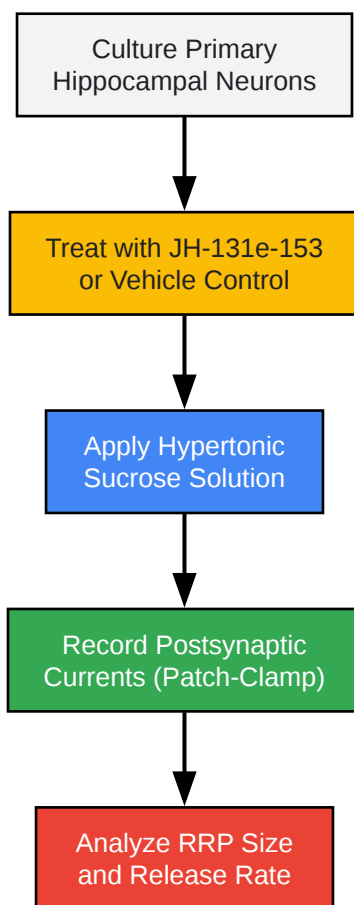 Culture Primary
Hippocampal Neurons
Treat with JH-131e-153
or Vehicle Control
Apply Hypertonic
Sucrose Solution
Record Postsynaptic
Currents (Patch-Clamp)
Analyze RRP Size
and Release Rate